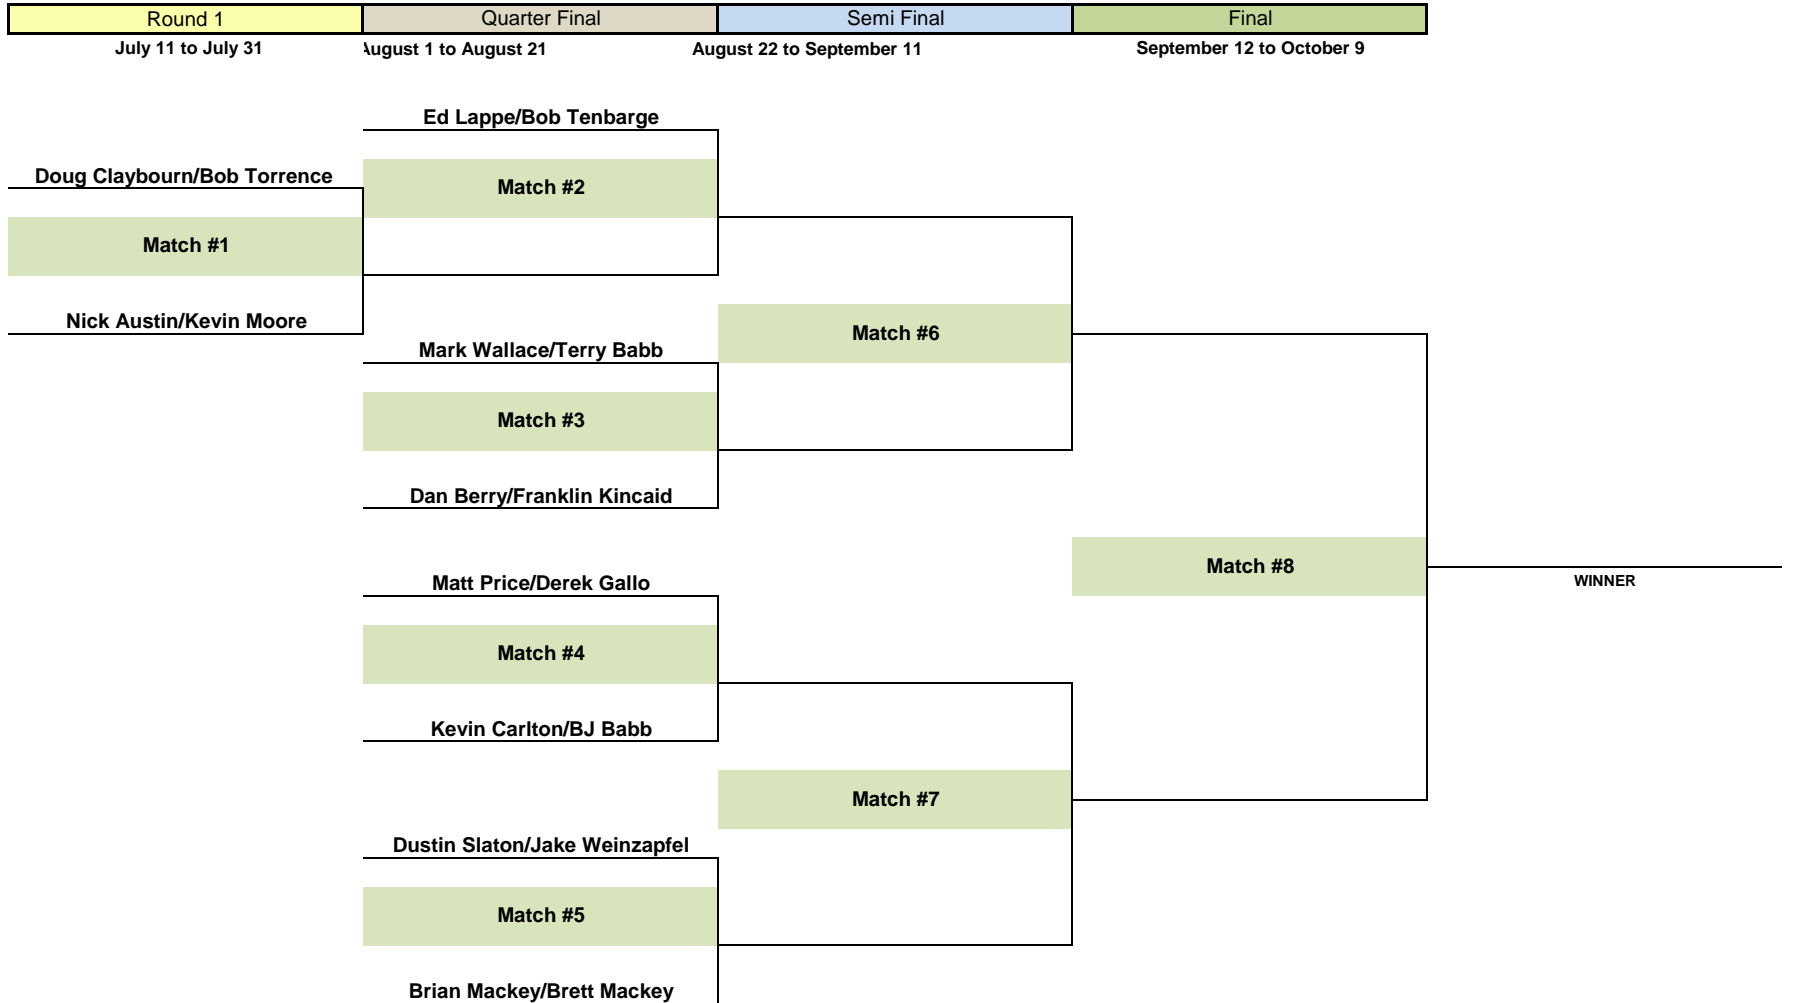 Round 1
Quarter Final
Semi Final
Final
July 11 to July 31
August 1 to August 21
August 22 to September 11
September 12 to October 9
Ed Lappe/Bob Tenbarge
Doug Claybourn/Bob Torrence
Match #2
Match #1
Nick Austin/Kevin Moore
Match #6
Mark Wallace/Terry Babb
Match #3
Dan Berry/Franklin Kincaid
Match #8
Matt Price/Derek Gallo
WINNER
Match #4
Kevin Carlton/BJ Babb
Match #7
Dustin Slaton/Jake Weinzapfel
Match #5
Brian Mackey/Brett Mackey